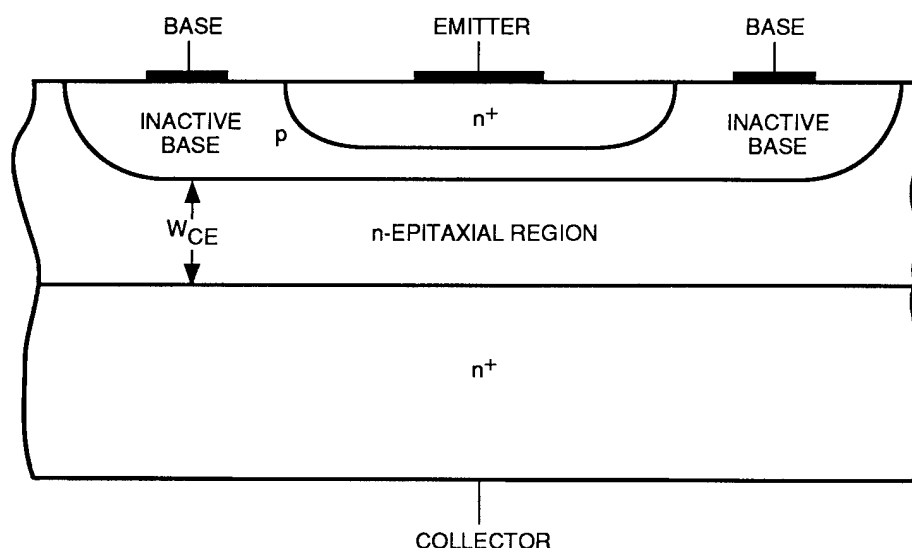 BASE
EMITTER
BASE
INACTIVE
BASE
p
n+
INACTIVE
BASE
WCE
n-EPITAXIAL REGION
n+
COLLECTOR